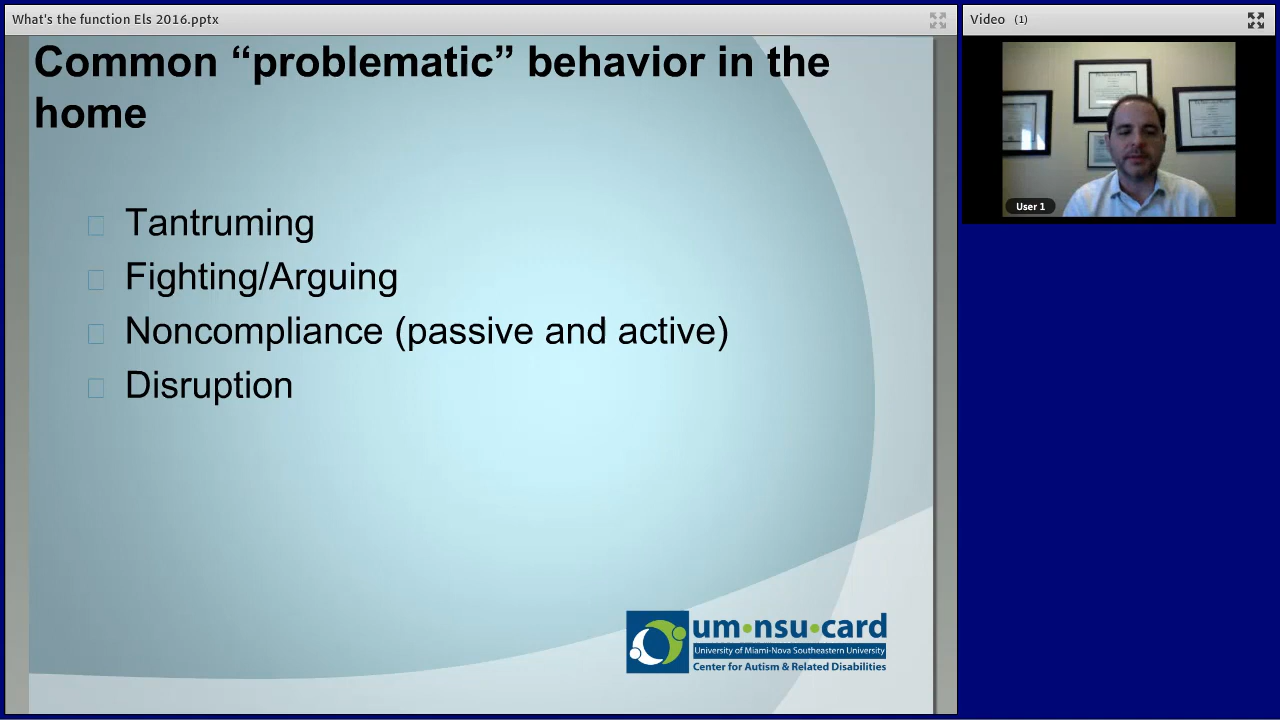 What's the function Els 2016.pptx
Video (1)
Common “problematic” behavior in the
home
Tantruming
Fighting/Arguing
Noncompliance (passive and active)
Disruption
User 1
um•nsu•card
University of Miami-Nova Southeastern University
Center for Autism & Related Disabilities